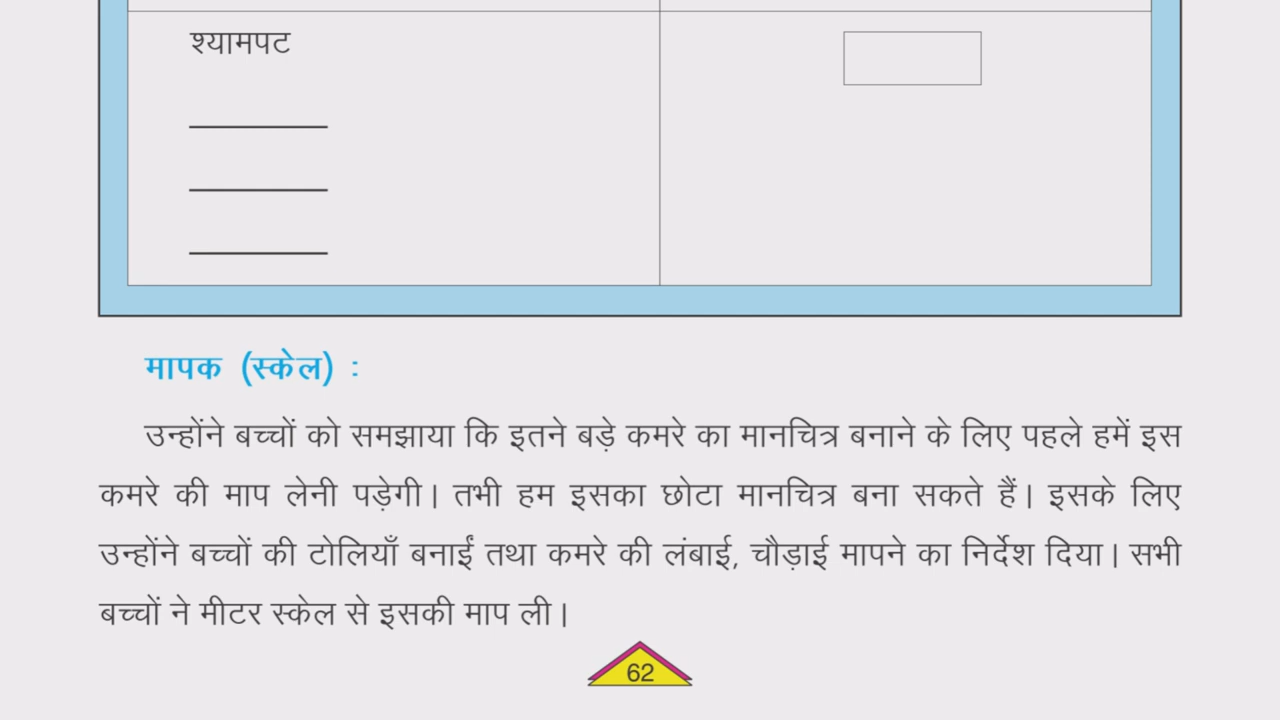 श्यामपट
मापक (स्केल) :
उन्होंने बच्चों को समझाया कि इतने बड़े कमरे का मानचित्र बनाने के लिए पहले हमें इस
कमरे की माप लेनी पड़ेगी। तभी हम इसका छोटा मानचित्र बना सकते हैं। इसके लिए
उन्होंने बच्चों की टोलियाँ बनाईं तथा कमरे की लंबाई, चौड़ाई मापने का निर्देश दिया। सभी
बच्चों ने मीटर स्केल से इसकी माप ली।
62